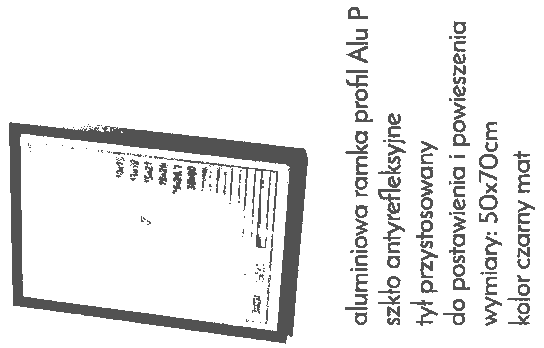 aluminiowa ramka profil Alu P
szkło antyrefleksyjne
tył przystosowany
do postawienia i powieszenia
wymiary: 50x70cm
kolor czarny mat